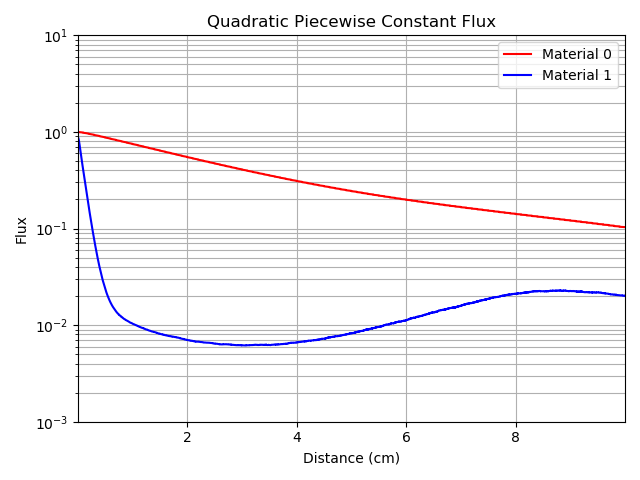 Quadratic Piecewise Constant Flux
10¹
10⁰
10⁻¹
10⁻²
10⁻³
Flux
Material 0
Material 1
2 4 6 8
Distance (cm)